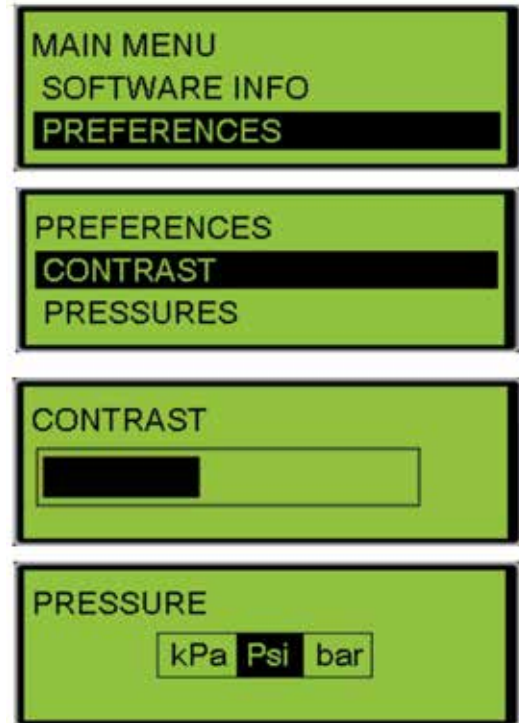 MAIN MENU
SOFTWARE INFO
PREFERENCES
PREFERENCES
CONTRAST
PRESSURES
CONTRAST
PRESSURE
kPa Psi bar